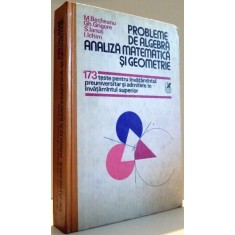 M. Becheanu
Gh. Grigore
S. Ianuș
I. Ichim
PROBLEME
DE ALGEBRĂ
ANALIZĂ MATEMATICĂ
ȘI GEOMETRIE
173 teste pentru învățămîntul
preuniversitar și admitere în
învățămîntul superior